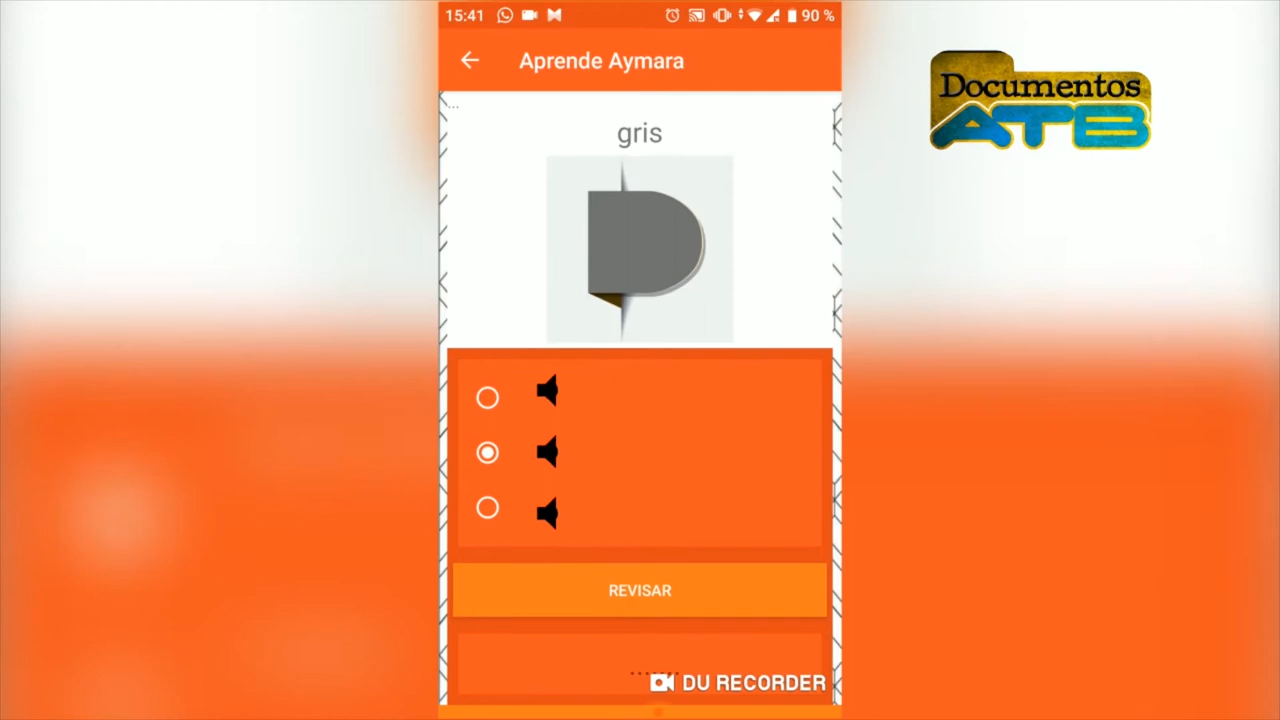 15:41 90 %
Aprende Aymara
...
gris
REVISAR
DU RECORDER
Documentos
ATB